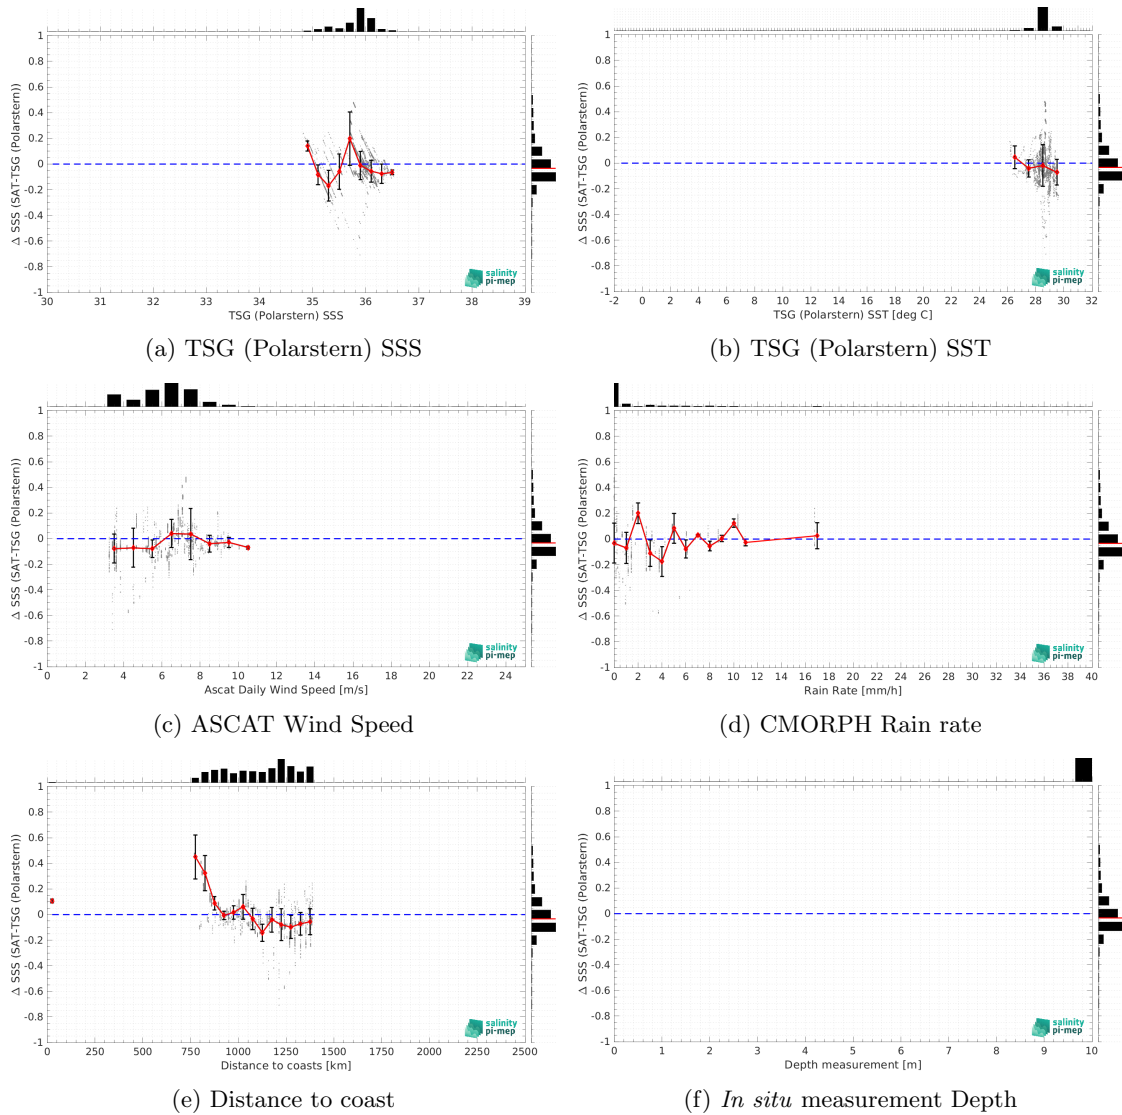 1
0.8
0.6
0.4
0.2
0
-0.2
-0.4
-0.6
-0.8
-1
Δ SSS (SAT-TSG (Polarstern))
30 31 32 33 34 35 36 37 38 39
TSG (Polarstern) SSS
salinity
pi-mep
(a) TSG (Polarstern) SSS
1
0.8
0.6
0.4
0.2
0
-0.2
-0.4
-0.6
-0.8
-1
Δ SSS (SAT-TSG (Polarstern))
-2 0 2 4 6 8 10 12 14 16 18 20 22 24 26 28 30 32
TSG (Polarstern) SST [deg C]
salinity
pi-mep
(b) TSG (Polarstern) SST
1
0.8
0.6
0.4
0.2
0
-0.2
-0.4
-0.6
-0.8
-1
Δ SSS (SAT-TSG (Polarstern))
0 2 4 6 8 10 12 14 16 18 20 22 24
Ascat Daily Wind Speed [m/s]
salinity
pi-mep
(c) ASCAT Wind Speed
1
0.8
0.6
0.4
0.2
0
-0.2
-0.4
-0.6
-0.8
-1
Δ SSS (SAT-TSG (Polarstern))
0 2 4 6 8 10 12 14 16 18 20 22 24 26 28 30 32 34 36 38 40
Rain Rate [mm/h]
salinity
pi-mep
(d) CMORPH Rain rate
1
0.8
0.6
0.4
0.2
0
-0.2
-0.4
-0.6
-0.8
-1
Δ SSS (SAT-TSG (Polarstern))
0 250 500 750 1000 1250 1500 1750 2000 2250 2500
Distance to coasts [km]
salinity
pi-mep
(e) Distance to coast
1
0.8
0.6
0.4
0.2
0
-0.2
-0.4
-0.6
-0.8
-1
Δ SSS (SAT-TSG (Polarstern))
0 1 2 3 4 5 6 7 8 9 10
Depth measurement [m]
salinity
pi-mep
(f) In situ measurement Depth